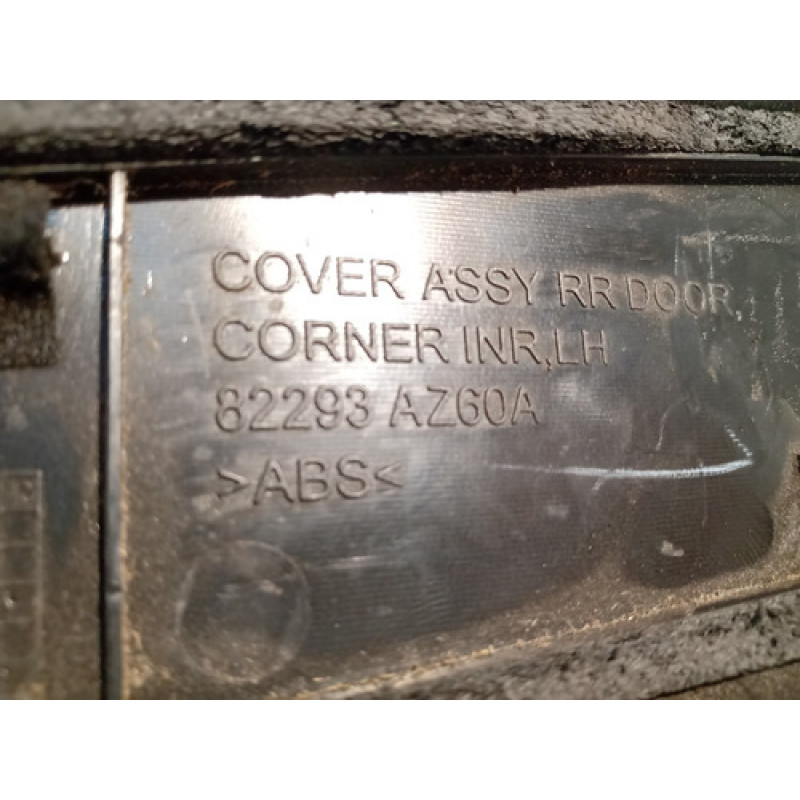 COVER ASSY RR DOOR,
CORNER INR,LH
82293 AZ60A
>ABS<